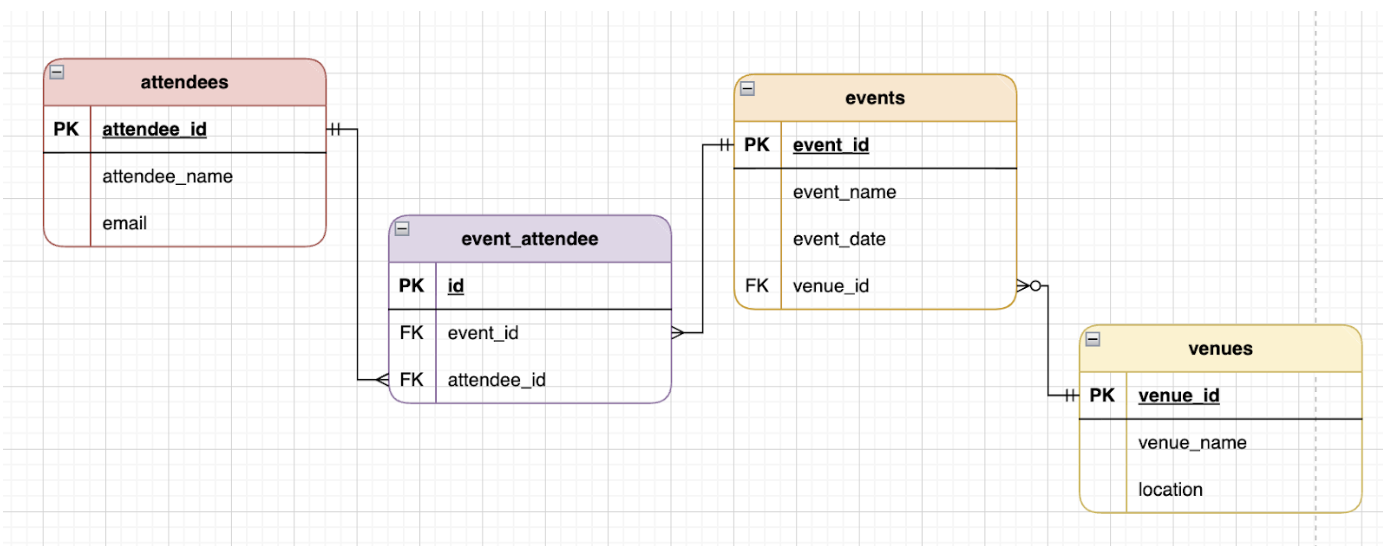 attendees
PK attendee_id
attendee_name
email
event_attendee
PK id
FK event_id
FK attendee_id
events
PK event_id
event_name
event_date
FK venue_id
venues
PK venue_id
venue_name
location